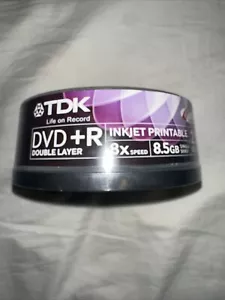 TDK
Life on Record
DVD+R
DOUBLE LAYER
INKJET PRINTABLE
8x SPEED 8.5GB